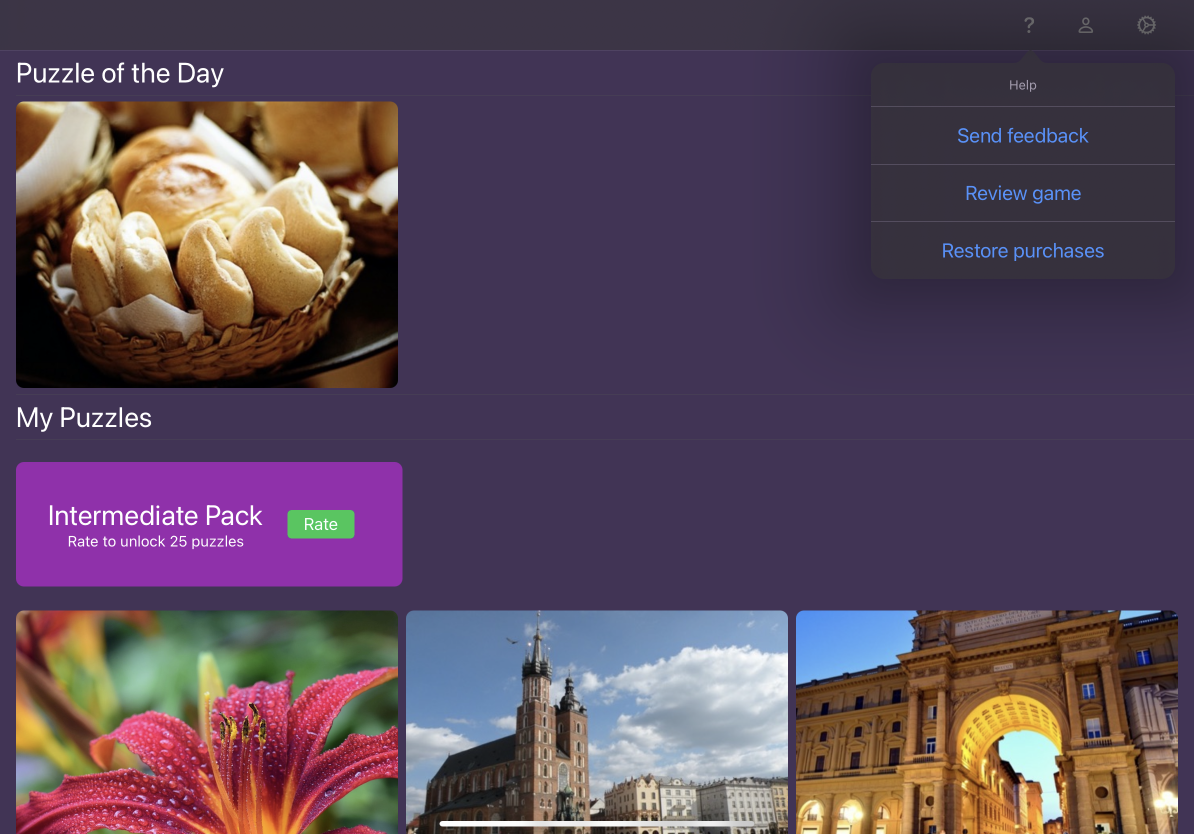 ?
Puzzle of the Day
Help
Send feedback
Review game
Restore purchases
My Puzzles
Intermediate Pack
Rate to unlock 25 puzzles
Rate